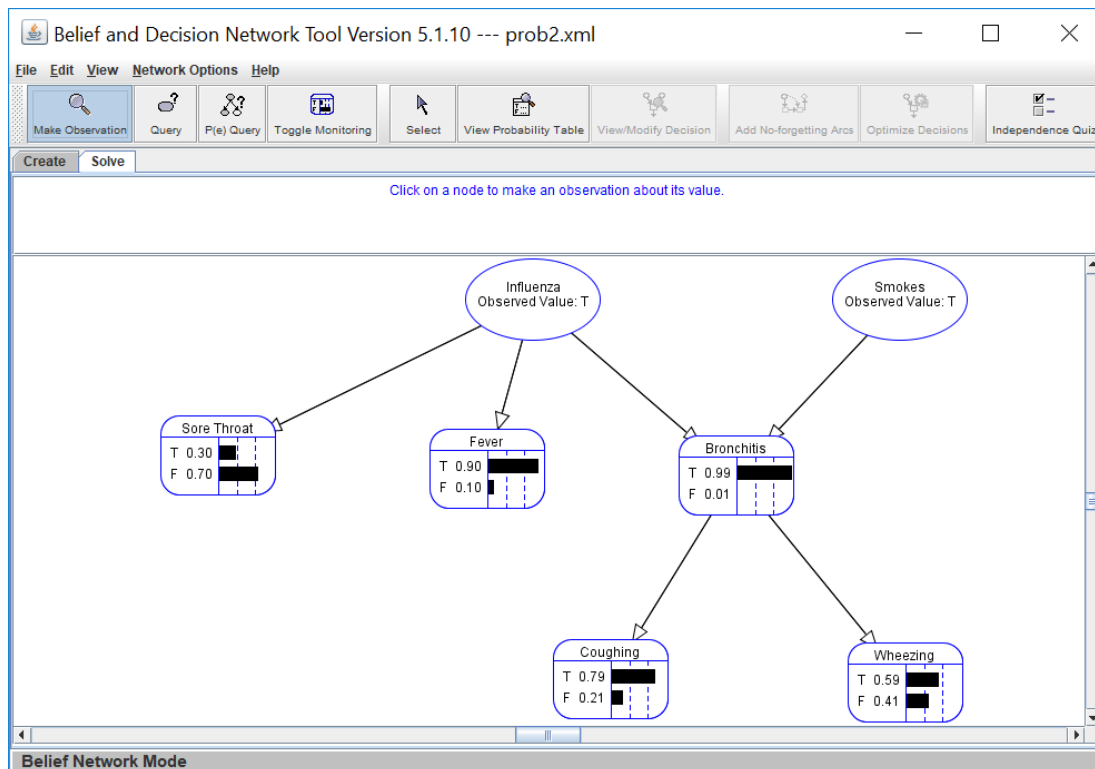 Belief and Decision Network Tool Version 5.1.10 --- prob2.xml
File Edit View Network Options Help
Make Observation Query P(e) Query Toggle Monitoring Select View Probability Table View/Modify Decision Add No-forgetting Arcs Optimize Decisions Independence Quiz
Create Solve
Click on a node to make an observation about its value.
Influenza
Observed Value: T
Smokes
Observed Value: T
Sore Throat
T 0.30
F 0.70
Fever
T 0.90
F 0.10
Bronchitis
T 0.99
F 0.01
Coughing
T 0.79
F 0.21
Wheezing
T 0.59
F 0.41
Belief Network Mode